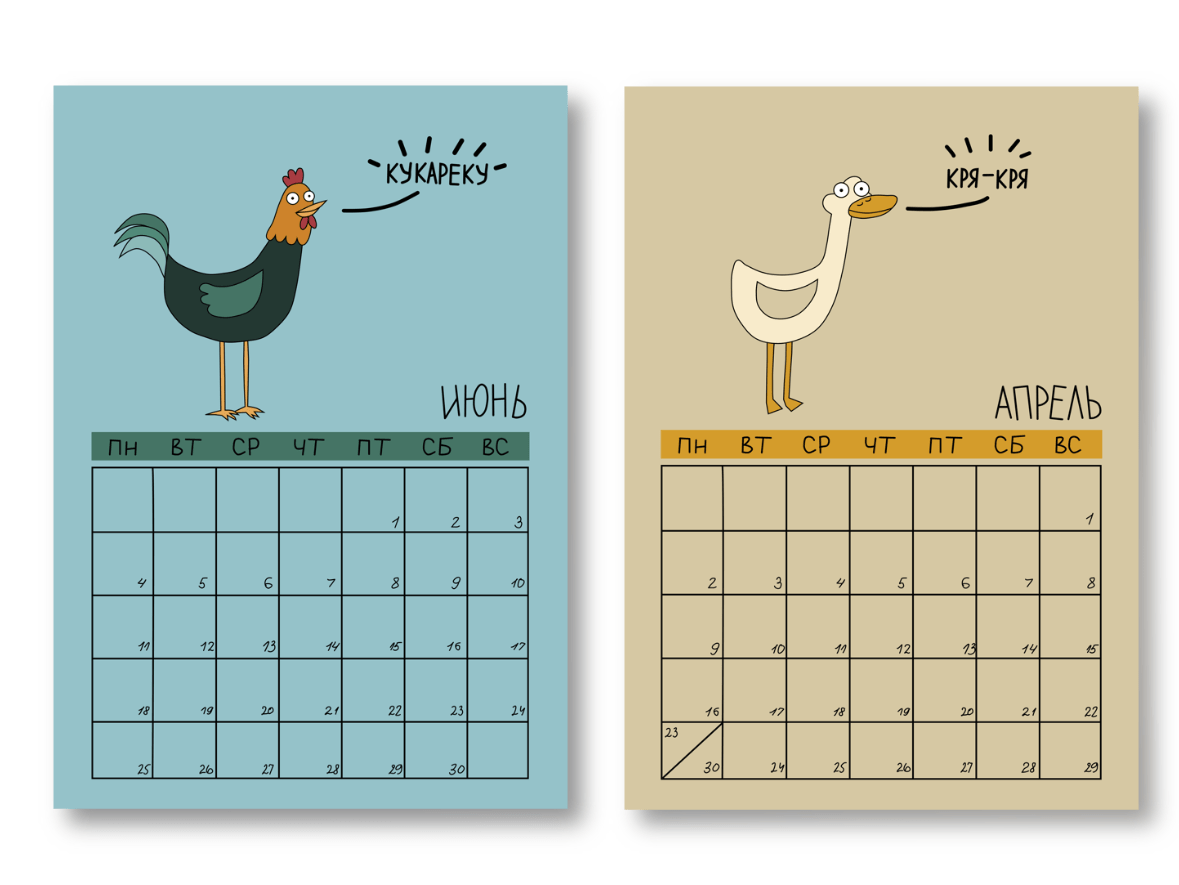 КУКАРЕКУ
ИЮНЬ
ПН ВТ СР ЧТ ПТ СБ ВС
1 2 3
4 5 6 7 8 9 10
11 12 13 14 15 16 17
18 19 20 21 22 23 24
25 26 27 28 29 30
КРЯ-КРЯ
АПРЕЛЬ
ПН ВТ СР ЧТ ПТ СБ ВС
1
2 3 4 5 6 7 8
9 10 11 12 13 14 15
16 17 18 19 20 21 22
23 30 24 25 26 27 28 29